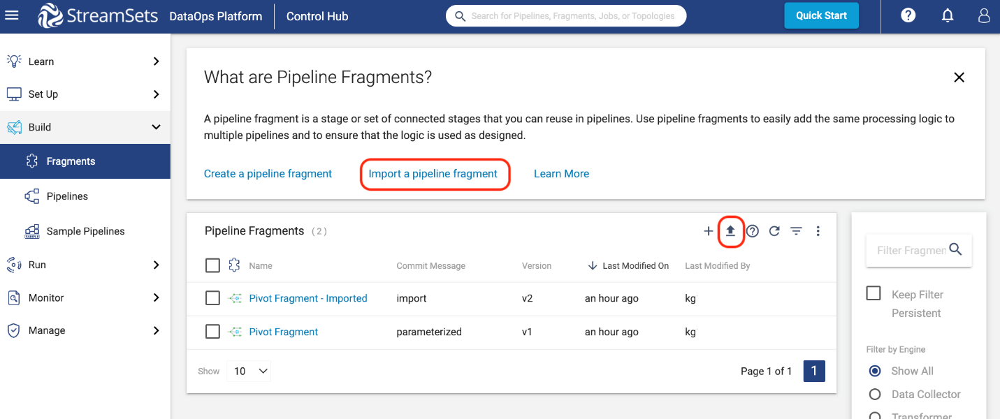 StreamSets DataOps Platform Control Hub Search for Pipelines, Fragments, Jobs, or Topologies Quick Start ?
Learn
Set Up
Build
Fragments
Pipelines
SAMPLE Sample Pipelines
Run
Monitor
Manage
What are Pipeline Fragments?
A pipeline fragment is a stage or set of connected stages that you can reuse in pipelines. Use pipeline fragments to easily add the same processing logic to
multiple pipelines and to ensure that the logic is used as designed.
Create a pipeline fragment Import a pipeline fragment Learn More
Pipeline Fragments (2) ?
Name Commit Message Version Last Modified On Last Modified By
Pivot Fragment - Imported import v2 an hour ago kg
Pivot Fragment parameterized v1 an hour ago kg
Show 10 Page 1 of 1 1
Filter Fragmen
Keep Filter
Persistent
Filter by Engine
Show All
Data Collector
Transformer